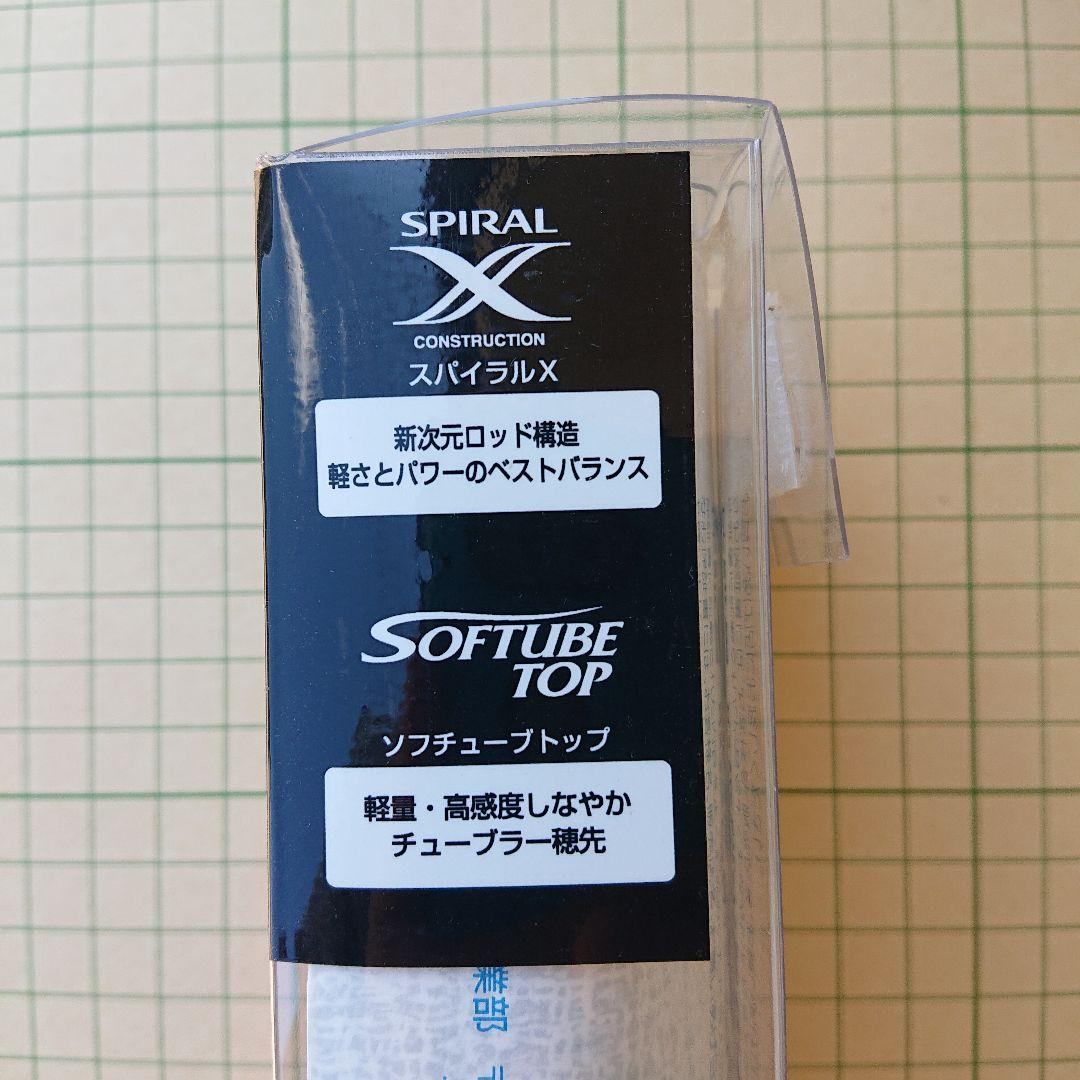 SPIRAL
X
CONSTRUCTION
スパイラルX
新次元ロッド構造
軽さとパワーのベストバランス
SOFTUBE
TOP
ソフチューブトップ
軽量・高感度しなやか
チューブラー穂先
業部